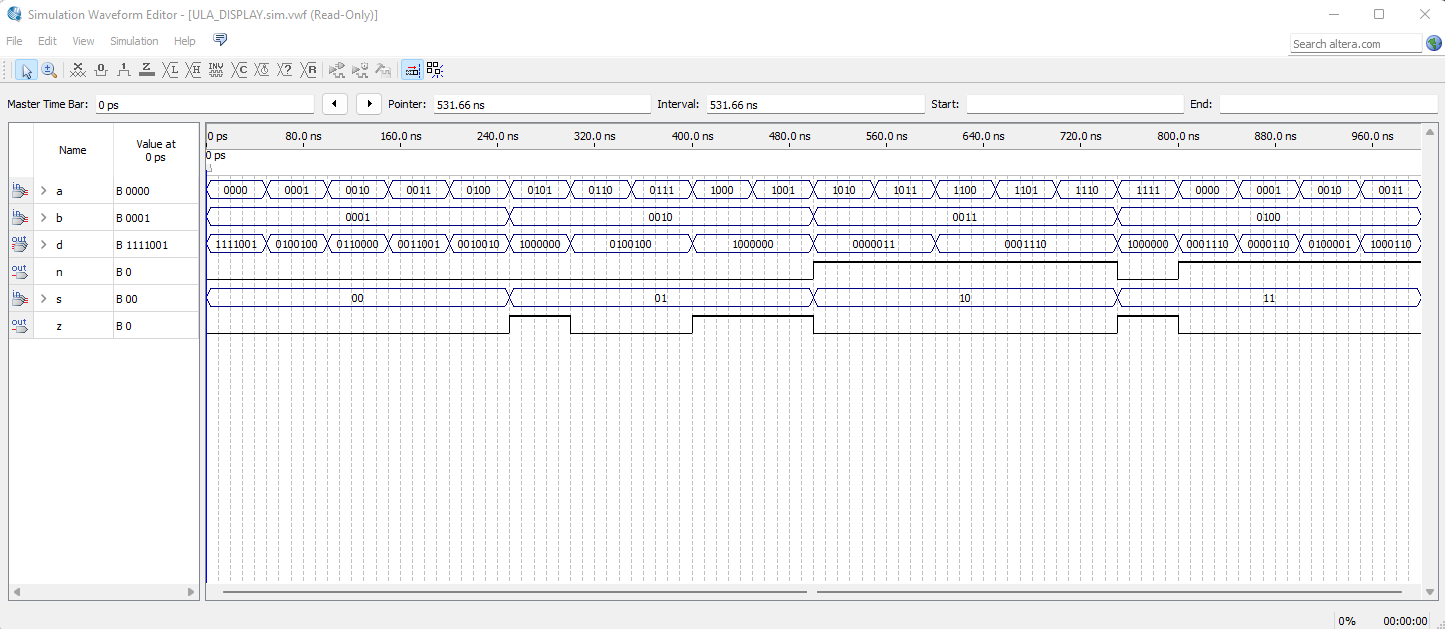 Simulation Waveform Editor - [ULA_DISPLAY.sim.vwf (Read-Only)]
File Edit View Simulation Help
Search altera.com
Master Time Bar: 0 ps Pointer: 531.66 ns Interval: 531.66 ns Start: End:
Name Value at 0 ps
0 ps 80.0 ns 160.0 ns 240.0 ns 320.0 ns 400.0 ns 480.0 ns 560.0 ns 640.0 ns 720.0 ns 800.0 ns 880.0 ns 960.0 ns
0 ps
in a B 0000 0000 0001 0010 0011 0100 0101 0110 0111 1000 1001 1010 1011 1100 1101 1110 1111 0000 0001 0010 0011
in b B 0001 0001 0010 0011 0100
out d B 1111001 1111001 0100100 0110000 0011001 0010010 1000000 0100100 1000000 0000011 0001110 1000000 0001110 0000110 0100001 1000110
out n B 0
in s B 00 00 01 10 11
out z B 0
0% 00:00:00